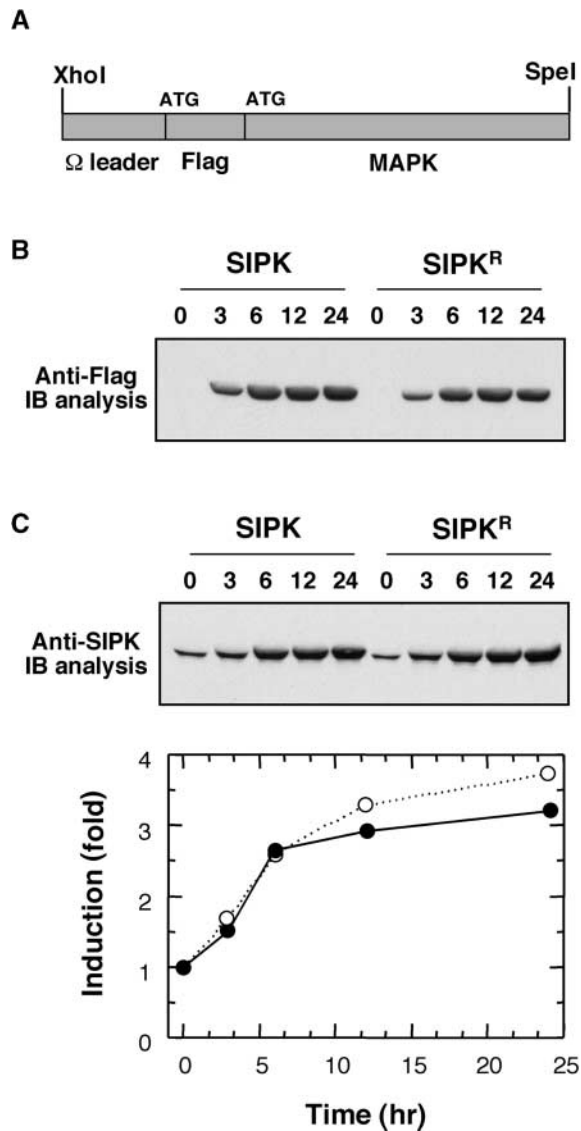 A
XhoI SpeI
ATG ATG
Ω leader Flag MAPK
B
SIPK SIPKᴿ
0 3 6 12 24 0 3 6 12 24
Anti-Flag
IB analysis
C
SIPK SIPKᴿ
0 3 6 12 24 0 3 6 12 24
Anti-SIPK
IB analysis
4
3
2
1
0
Induction (fold)
0 5 10 15 20 25
Time (hr)